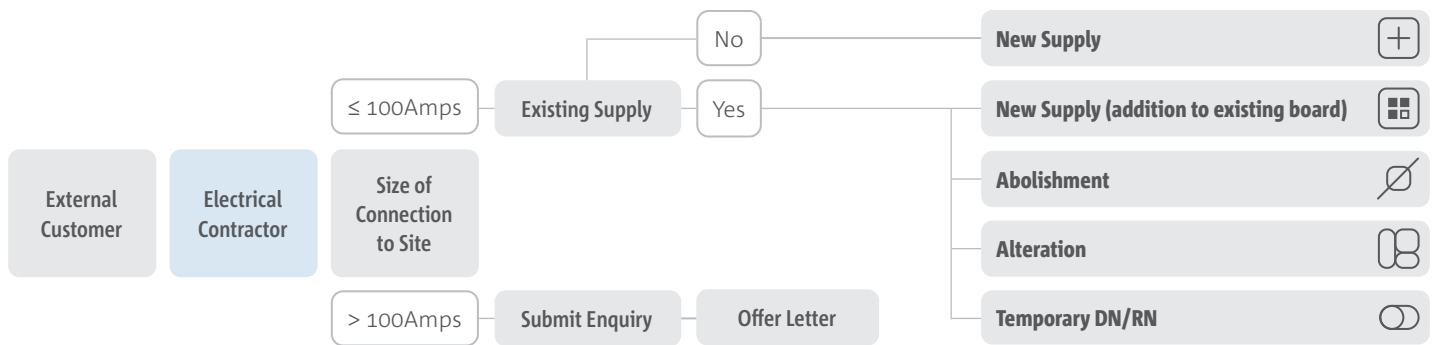 No
New Supply
≤ 100Amps
Existing Supply
Yes
New Supply (addition to existing board)
External
Customer
Electrical
Contractor
Size of
Connection
to Site
Abolishment
Alteration
> 100Amps
Submit Enquiry
Offer Letter
Temporary DN/RN